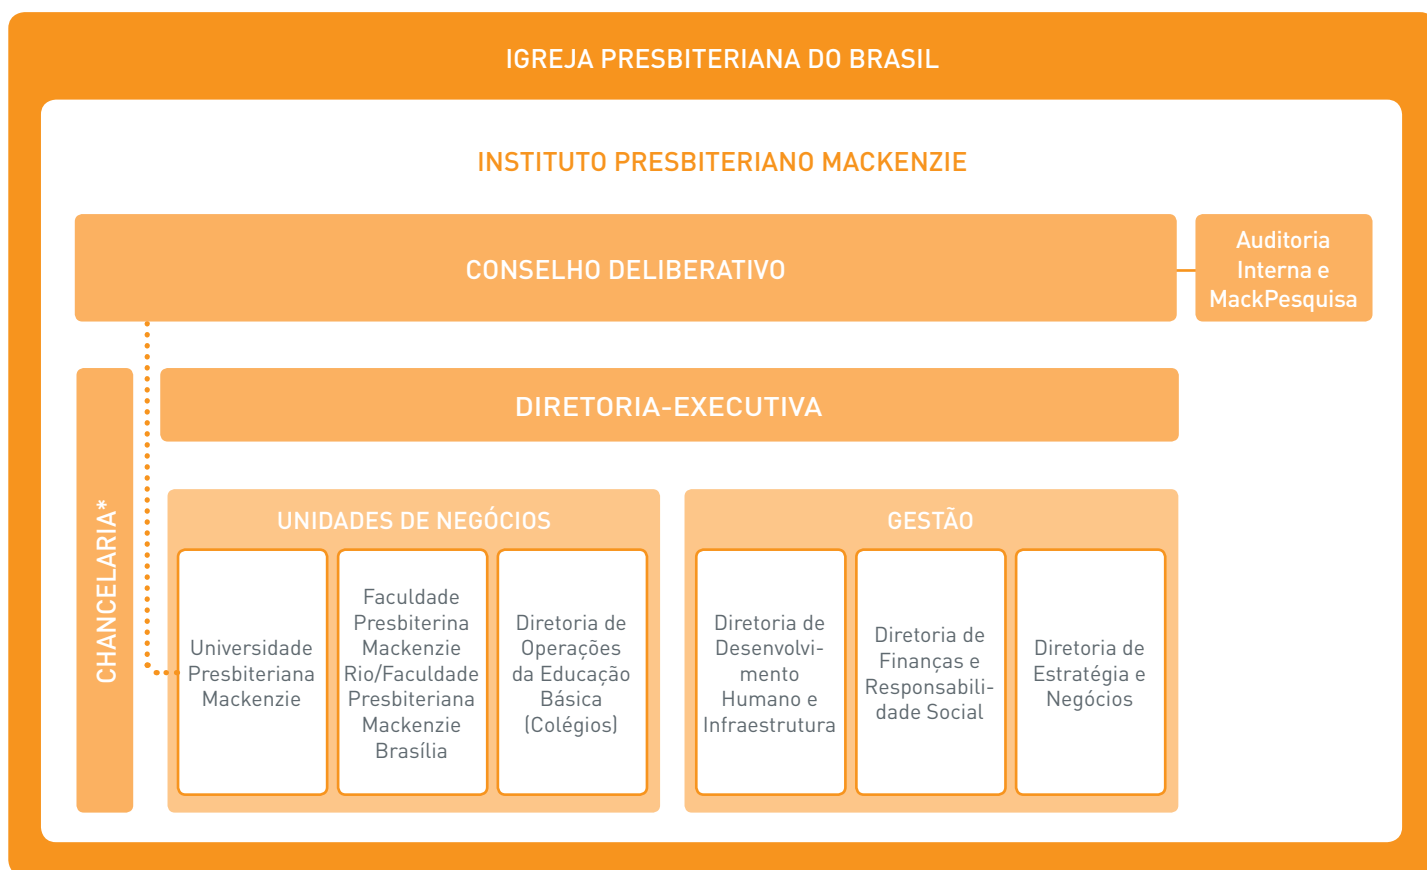 IGREJA PRESBITERIANA DO BRASIL
INSTITUTO PRESBITERIANO MACKENZIE
CONSELHO DELIBERATIVO
Auditoria
Interna e
MackPesquisa
CHANCELARIA*
DIRETORIA-EXECUTIVA
UNIDADES DE NEGÓCIOS
Universidade
Presbiteriana
Mackenzie
Faculdade
Presbiterina
Mackenzie
Rio/Faculdade
Presbiteriana
Mackenzie
Brasília
Diretoria de
Operações
da Educação
Básica
(Colégios)
GESTÃO
Diretoria de
Desenvolvi-
mento
Humano e
Infraestrutura
Diretoria de
Finanças e
Responsabili-
dade Social
Diretoria de
Estratégia e
Negócios